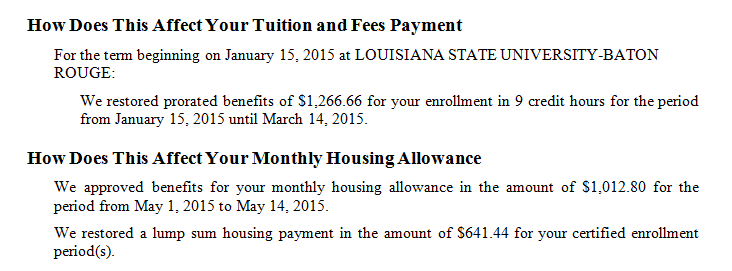 How Does This Affect Your Tuition and Fees Payment
For the term beginning on January 15, 2015 at LOUISIANA STATE UNIVERSITY-BATON
ROUGE:
We restored prorated benefits of $1,266.66 for your enrollment in 9 credit hours for the period
from January 15, 2015 until March 14, 2015.
How Does This Affect Your Monthly Housing Allowance
We approved benefits for your monthly housing allowance in the amount of $1,012.80 for the
period from May 1, 2015 to May 14, 2015.
We restored a lump sum housing payment in the amount of $641.44 for your certified enrollment
period(s).